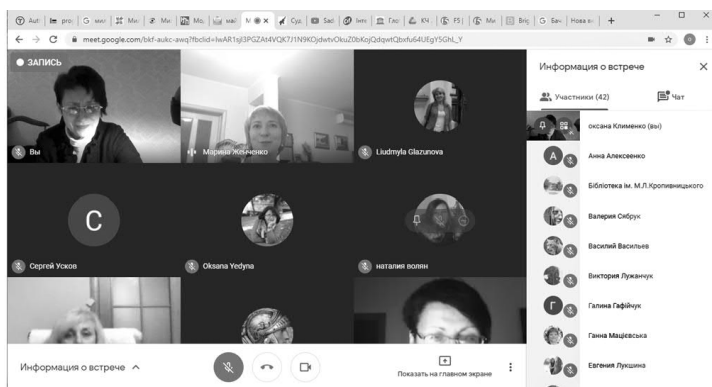 meet.google.com/bkf-aukc-awq?fbclid=IwAR1sjl3PGZAt4VQK7J1N9KOjdwtvOkuZ0bKojQdqwtQbxfu64UEgY5GhL_Y
ЗАПИСЬ
Вы
Марина Женченко
Liudmyla Glazunova
С
Сергей Усков
Oksana Yedyna
наталия волян
Информация о встрече
Показать на главном экране
Информация о встрече
Участники (42)
Чат
оксана Клименко (вы)
А
Анна Алексеенко
Бібліотека ім. М.Л.Кропивницького
Валерия Сябрук
Василий Васильев
Виктория Лужанчук
Г
Галина Гафійчук
Ганна Мацієвська
Евгения Лукшина